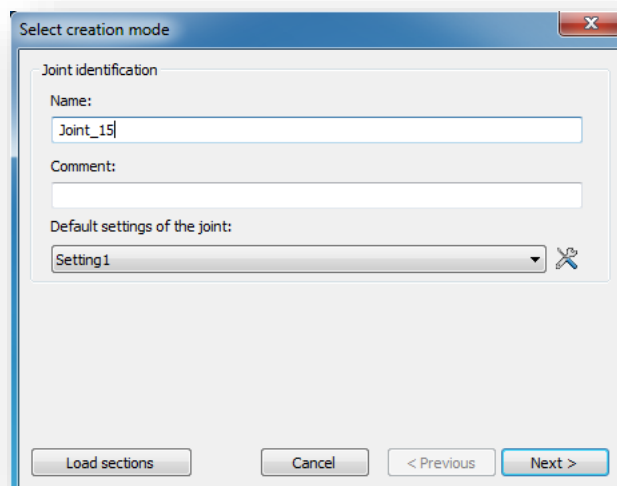 Select creation mode
Joint identification
Name:
Joint_15
Comment:
Default settings of the joint:
Setting1
Load sections Cancel < Previous Next >